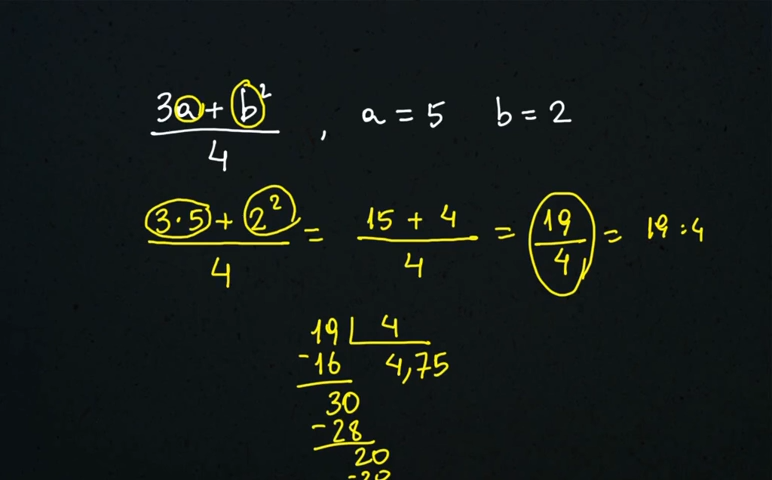 (3a + b²)/4 , a = 5 b = 2
(3·5 + 2²)/4 = (15 + 4)/4 = 19/4 = 19 : 4
19 | 4
-16 4,75
30
-28
20
-20